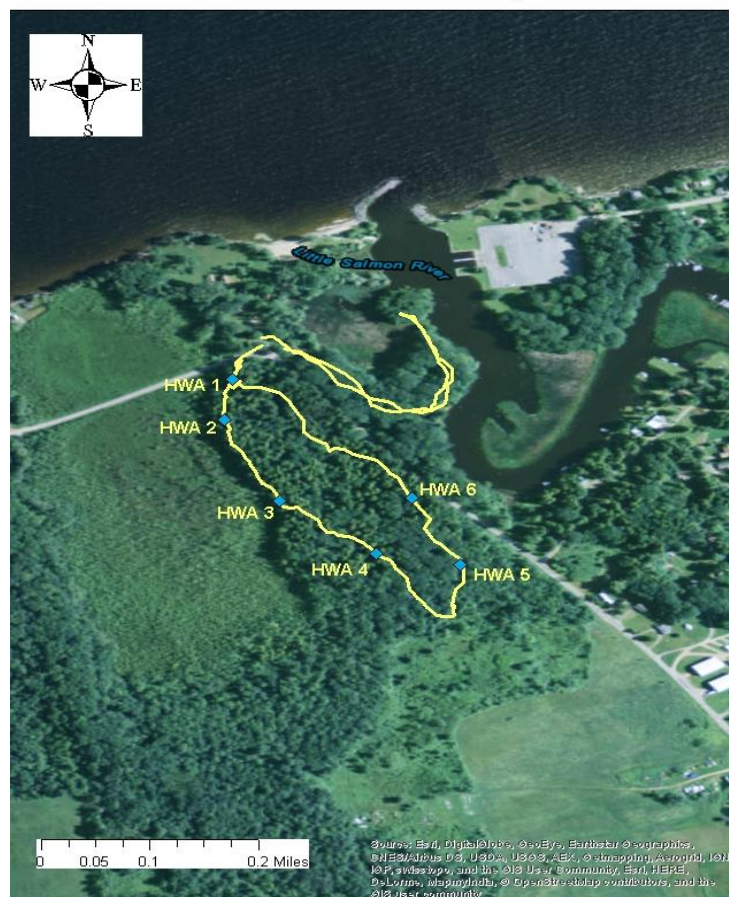 N
W E
S
Little Salmon River
HWA 1
HWA 2
HWA 3
HWA 6
HWA 4
HWA 5
0 0.05 0.1 0.2 Miles
Source: Esri, DigitalGlobe, GeoEye, Earthstar Geographics,
CNES/Airbus DS, USDA, USGS, AEX, Getmapping, Aerogrid, IGN,
IGP, swisstopo, and the GIS User Community, Esri, HERE,
DeLorme, MapmyIndia, © OpenStreetMap contributors, and the
GIS user community